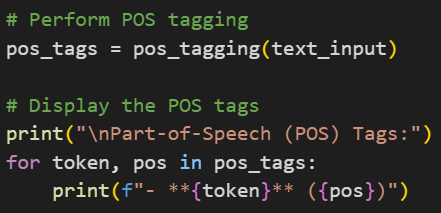 # Perform POS tagging
pos_tags = pos_tagging(text_input)

# Display the POS tags
print("\nPart-of-Speech (POS) Tags:")
for token, pos in pos_tags:
    print(f"- **{token}** ({pos})")